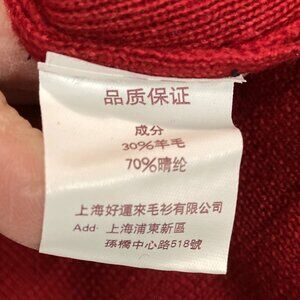 品质保证
成分
30%羊毛
70%晴纶
上海好運來毛衫有限公司
Add: 上海浦東新區
孫橋中心路518號